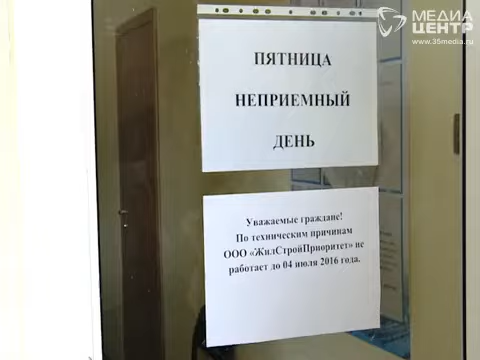 МЕДИА
ЦЕНТР
www.35media.ru
ПЯТНИЦА
НЕПРИЕМНЫЙ
ДЕНЬ
Уважаемые граждане!
По техническим причинам
ООО «ЖилСтройПриоритет» не
работает до 04 июля 2016 года.